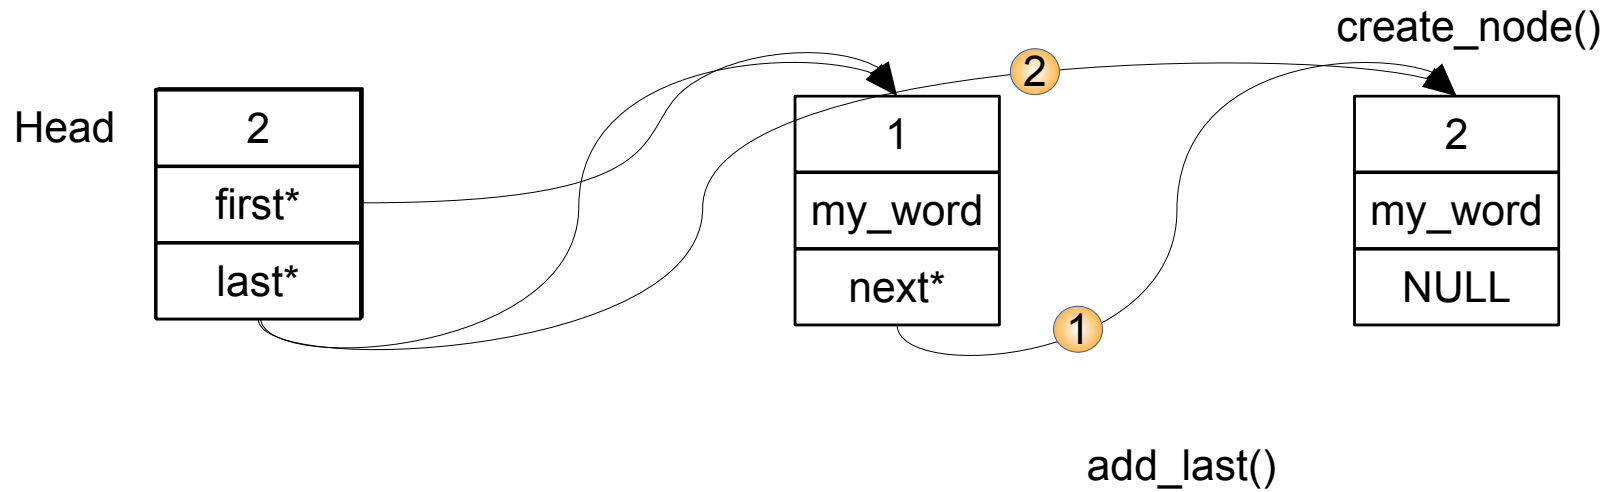 create_node()
Head
2
first*
last*
1
my_word
next*
2
my_word
NULL
2
1
add_last()